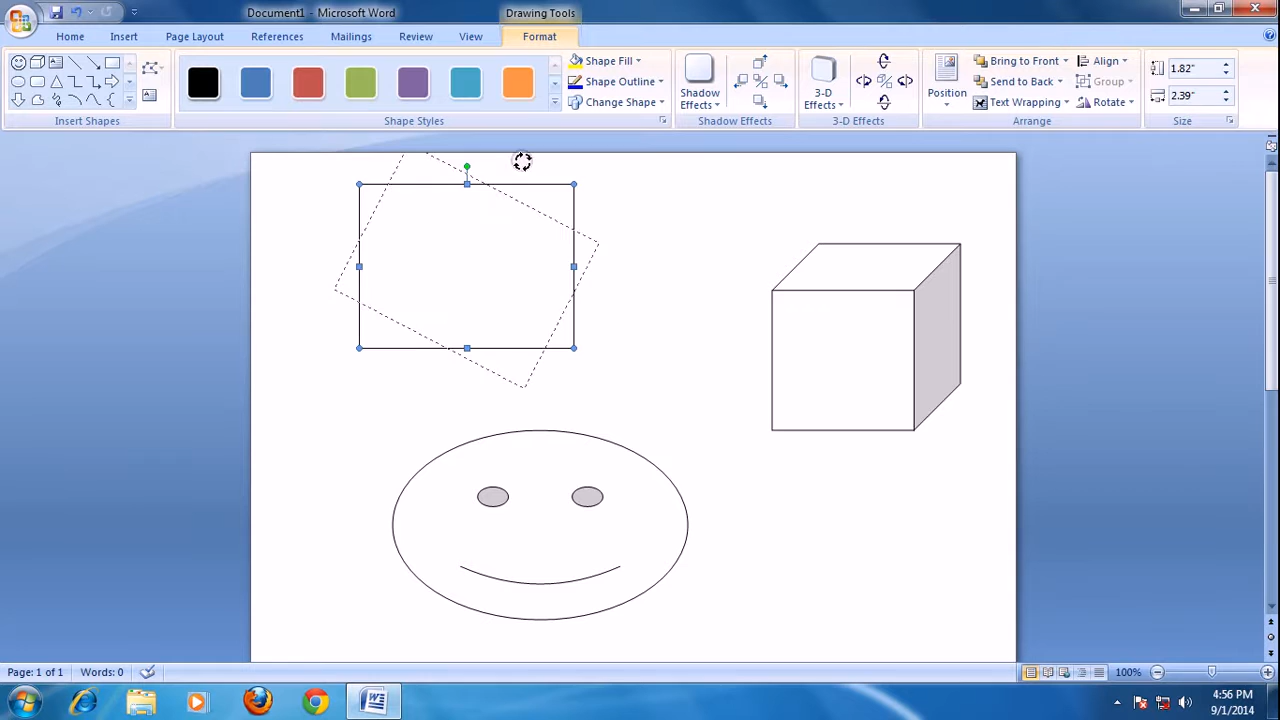 Document1 - Microsoft Word
Drawing Tools
Home Insert Page Layout References Mailings Review View Format
Shape Fill
Shape Outline
Change Shape
Shadow Effects
3-D Effects
Position
Bring to Front
Send to Back
Text Wrapping
Align
Group
Rotate
1.82"
2.39"
Insert Shapes Shape Styles Shadow Effects 3-D Effects Arrange Size
Page: 1 of 1 Words: 0 100%
4:56 PM
9/1/2014